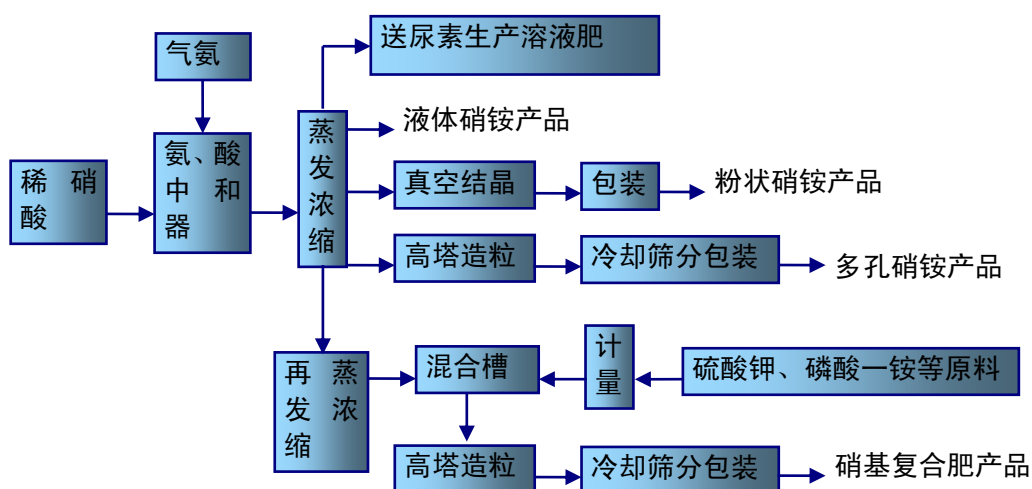 送尿素生产溶液肥
气氨
液体硝铵产品
稀硝
酸
氨、酸
中和
器
蒸
发
浓
缩
真空结晶
包装
粉状硝铵产品
高塔造粒
冷却筛分包装
多孔硝铵产品
再蒸
发浓
缩
混合槽
计
量
硫酸钾、磷酸一铵等原料
高塔造粒
冷却筛分包装
硝基复合肥产品